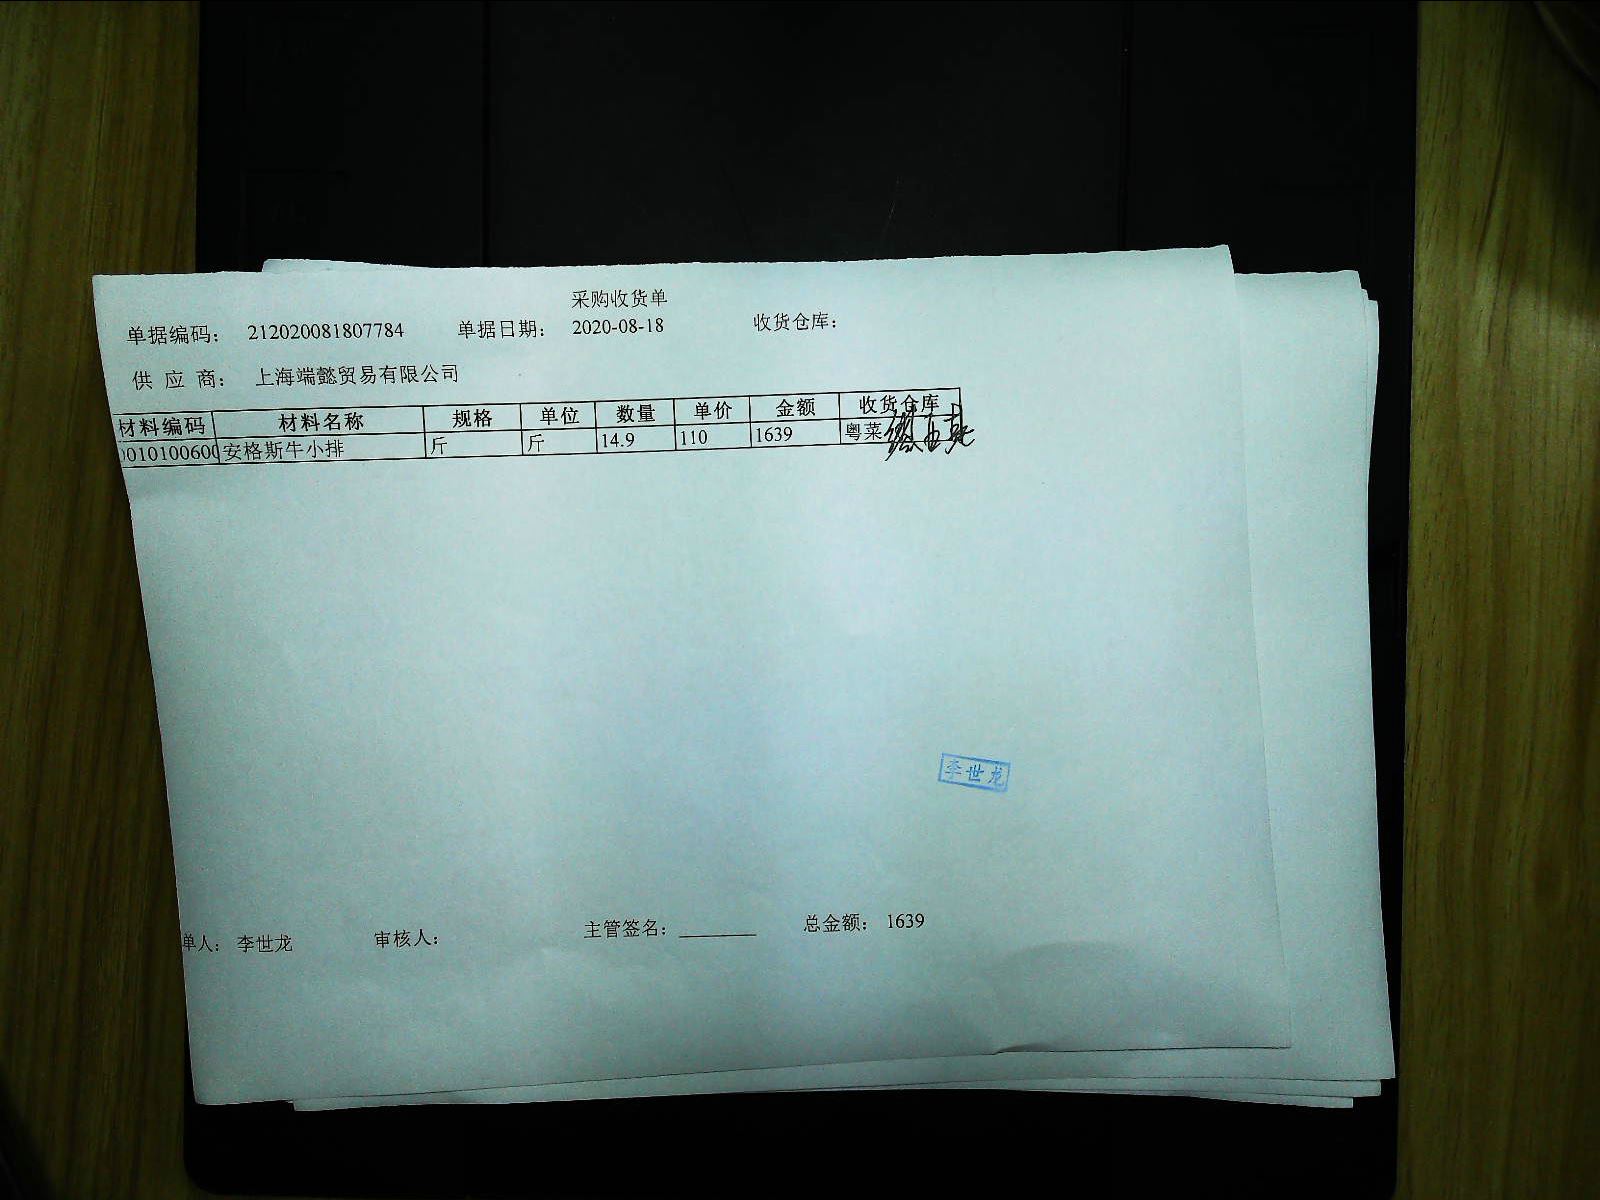 采购收货单
单据编码： 212020081807784 单据日期： 2020-08-18 收货仓库：
供 应 商： 上海端懿贸易有限公司
材料编码 材料名称 规格 单位 数量 单价 金额 收货仓库
010100600 安格斯牛小排 斤 斤 14.9 110 1639 粤菜
李世龙
单人： 李世龙 审核人： 主管签名： ________ 总金额： 1639